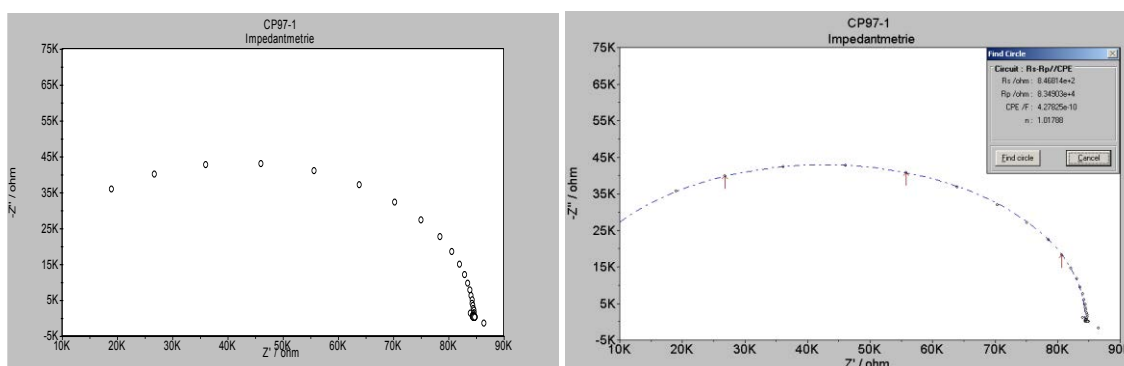 CP97-1
Impedantmetrie
75K
65K
55K
45K
35K
25K
15K
5K
-5K
-Z'' / ohm
10K 20K 30K 40K 50K 60K 70K 80K 90K
Z' / ohm
CP97-1
Impedantmetrie
75K
65K
55K
45K
35K
25K
15K
5K
-5K
-Z'' / ohm
10K 20K 30K 40K 50K 60K 70K 80K 90K
Z' / ohm
Find Circle
Circuit : Rs-Rp//CPE
Rs /ohm : 8.46814e+2
Rp /ohm : 8.34903e+4
CPE /F : 4.27825e-10
n : 1.01788
Find circle
Cancel